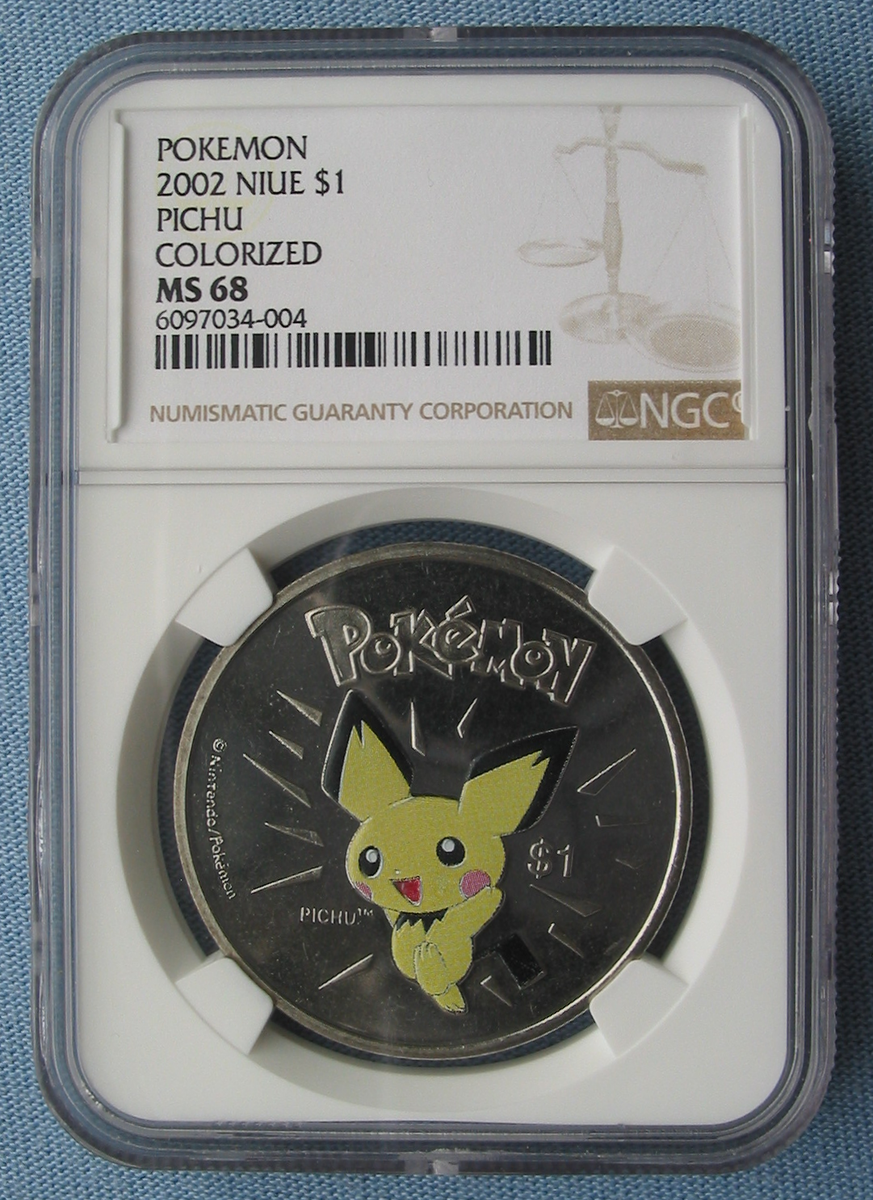 POKEMON
2002 NIUE $1
PICHU
COLORIZED
MS 68
6097034-004
NUMISMATIC GUARANTY CORPORATION
NGC®
POKéMON
©Nintendo/Pokémon
$1
PICHU™